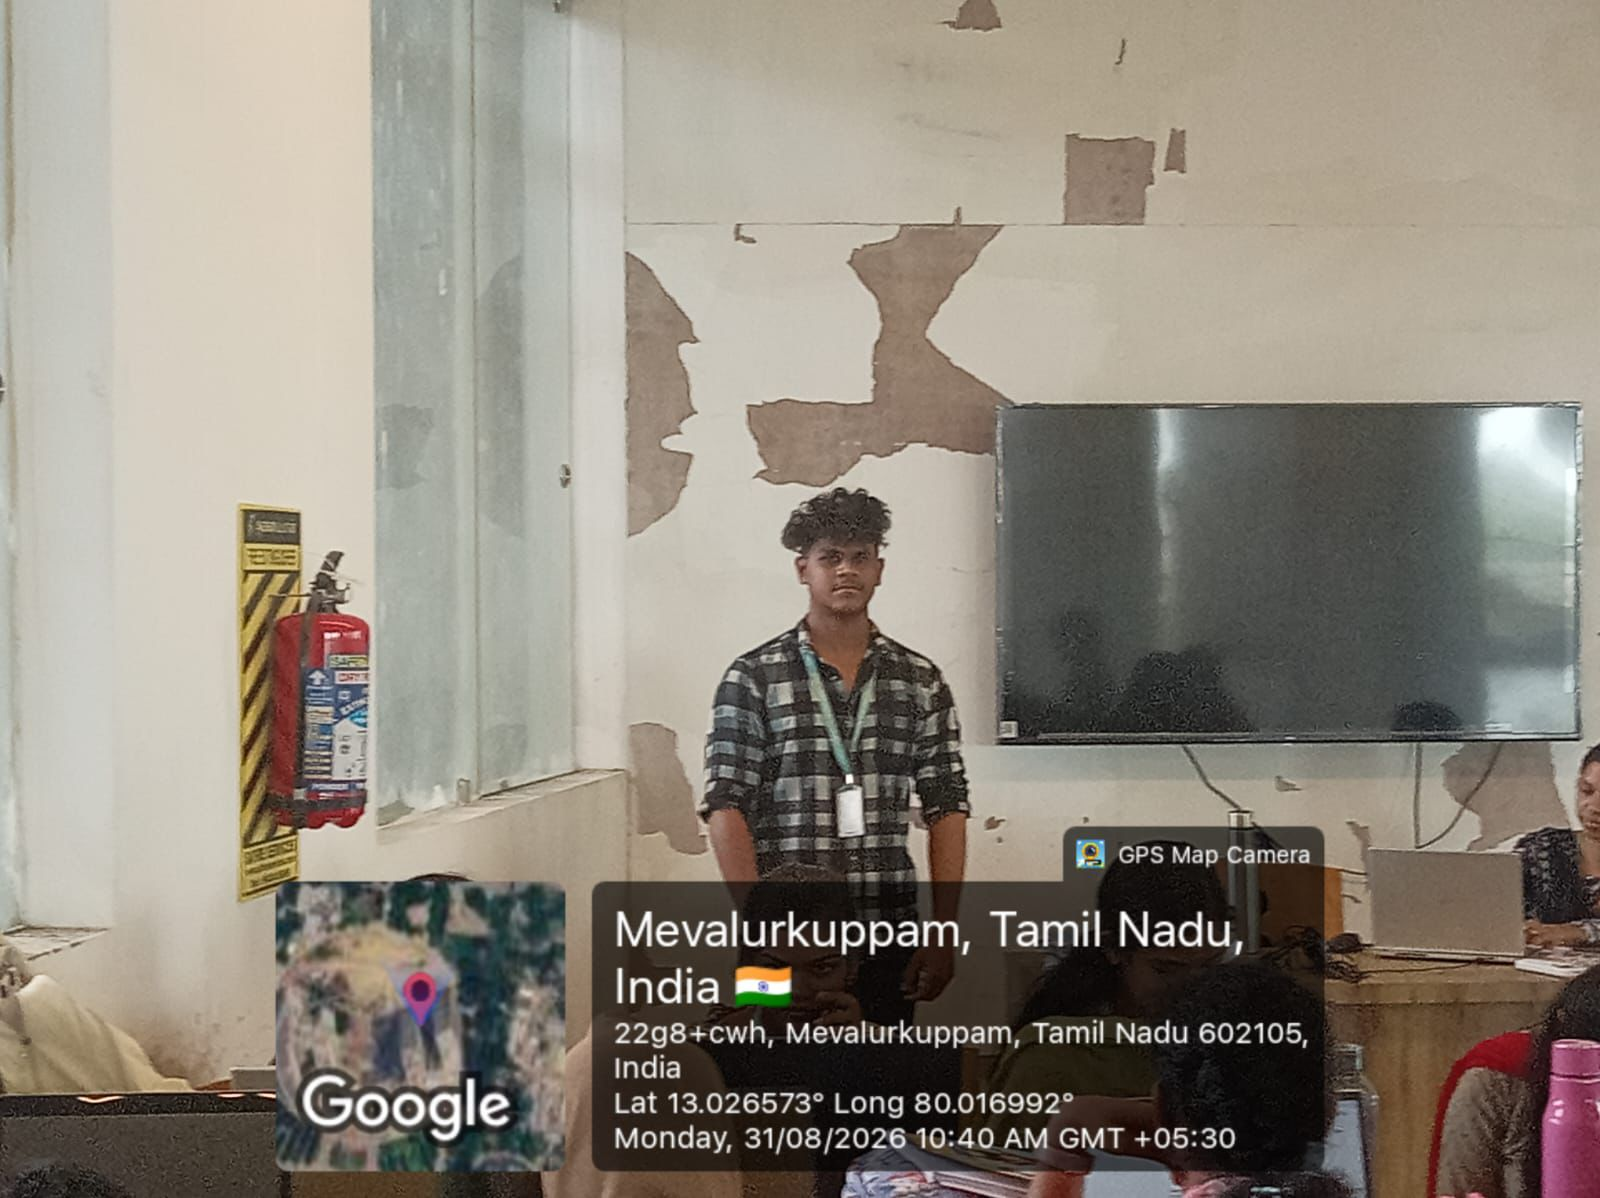 GPS Map Camera
Mevalurkuppam, Tamil Nadu,
India 🇮🇳
22g8+cwh, Mevalurkuppam, Tamil Nadu 602105,
India
Lat 13.026573° Long 80.016992°
Monday, 31/08/2026 10:40 AM GMT +05:30
Google